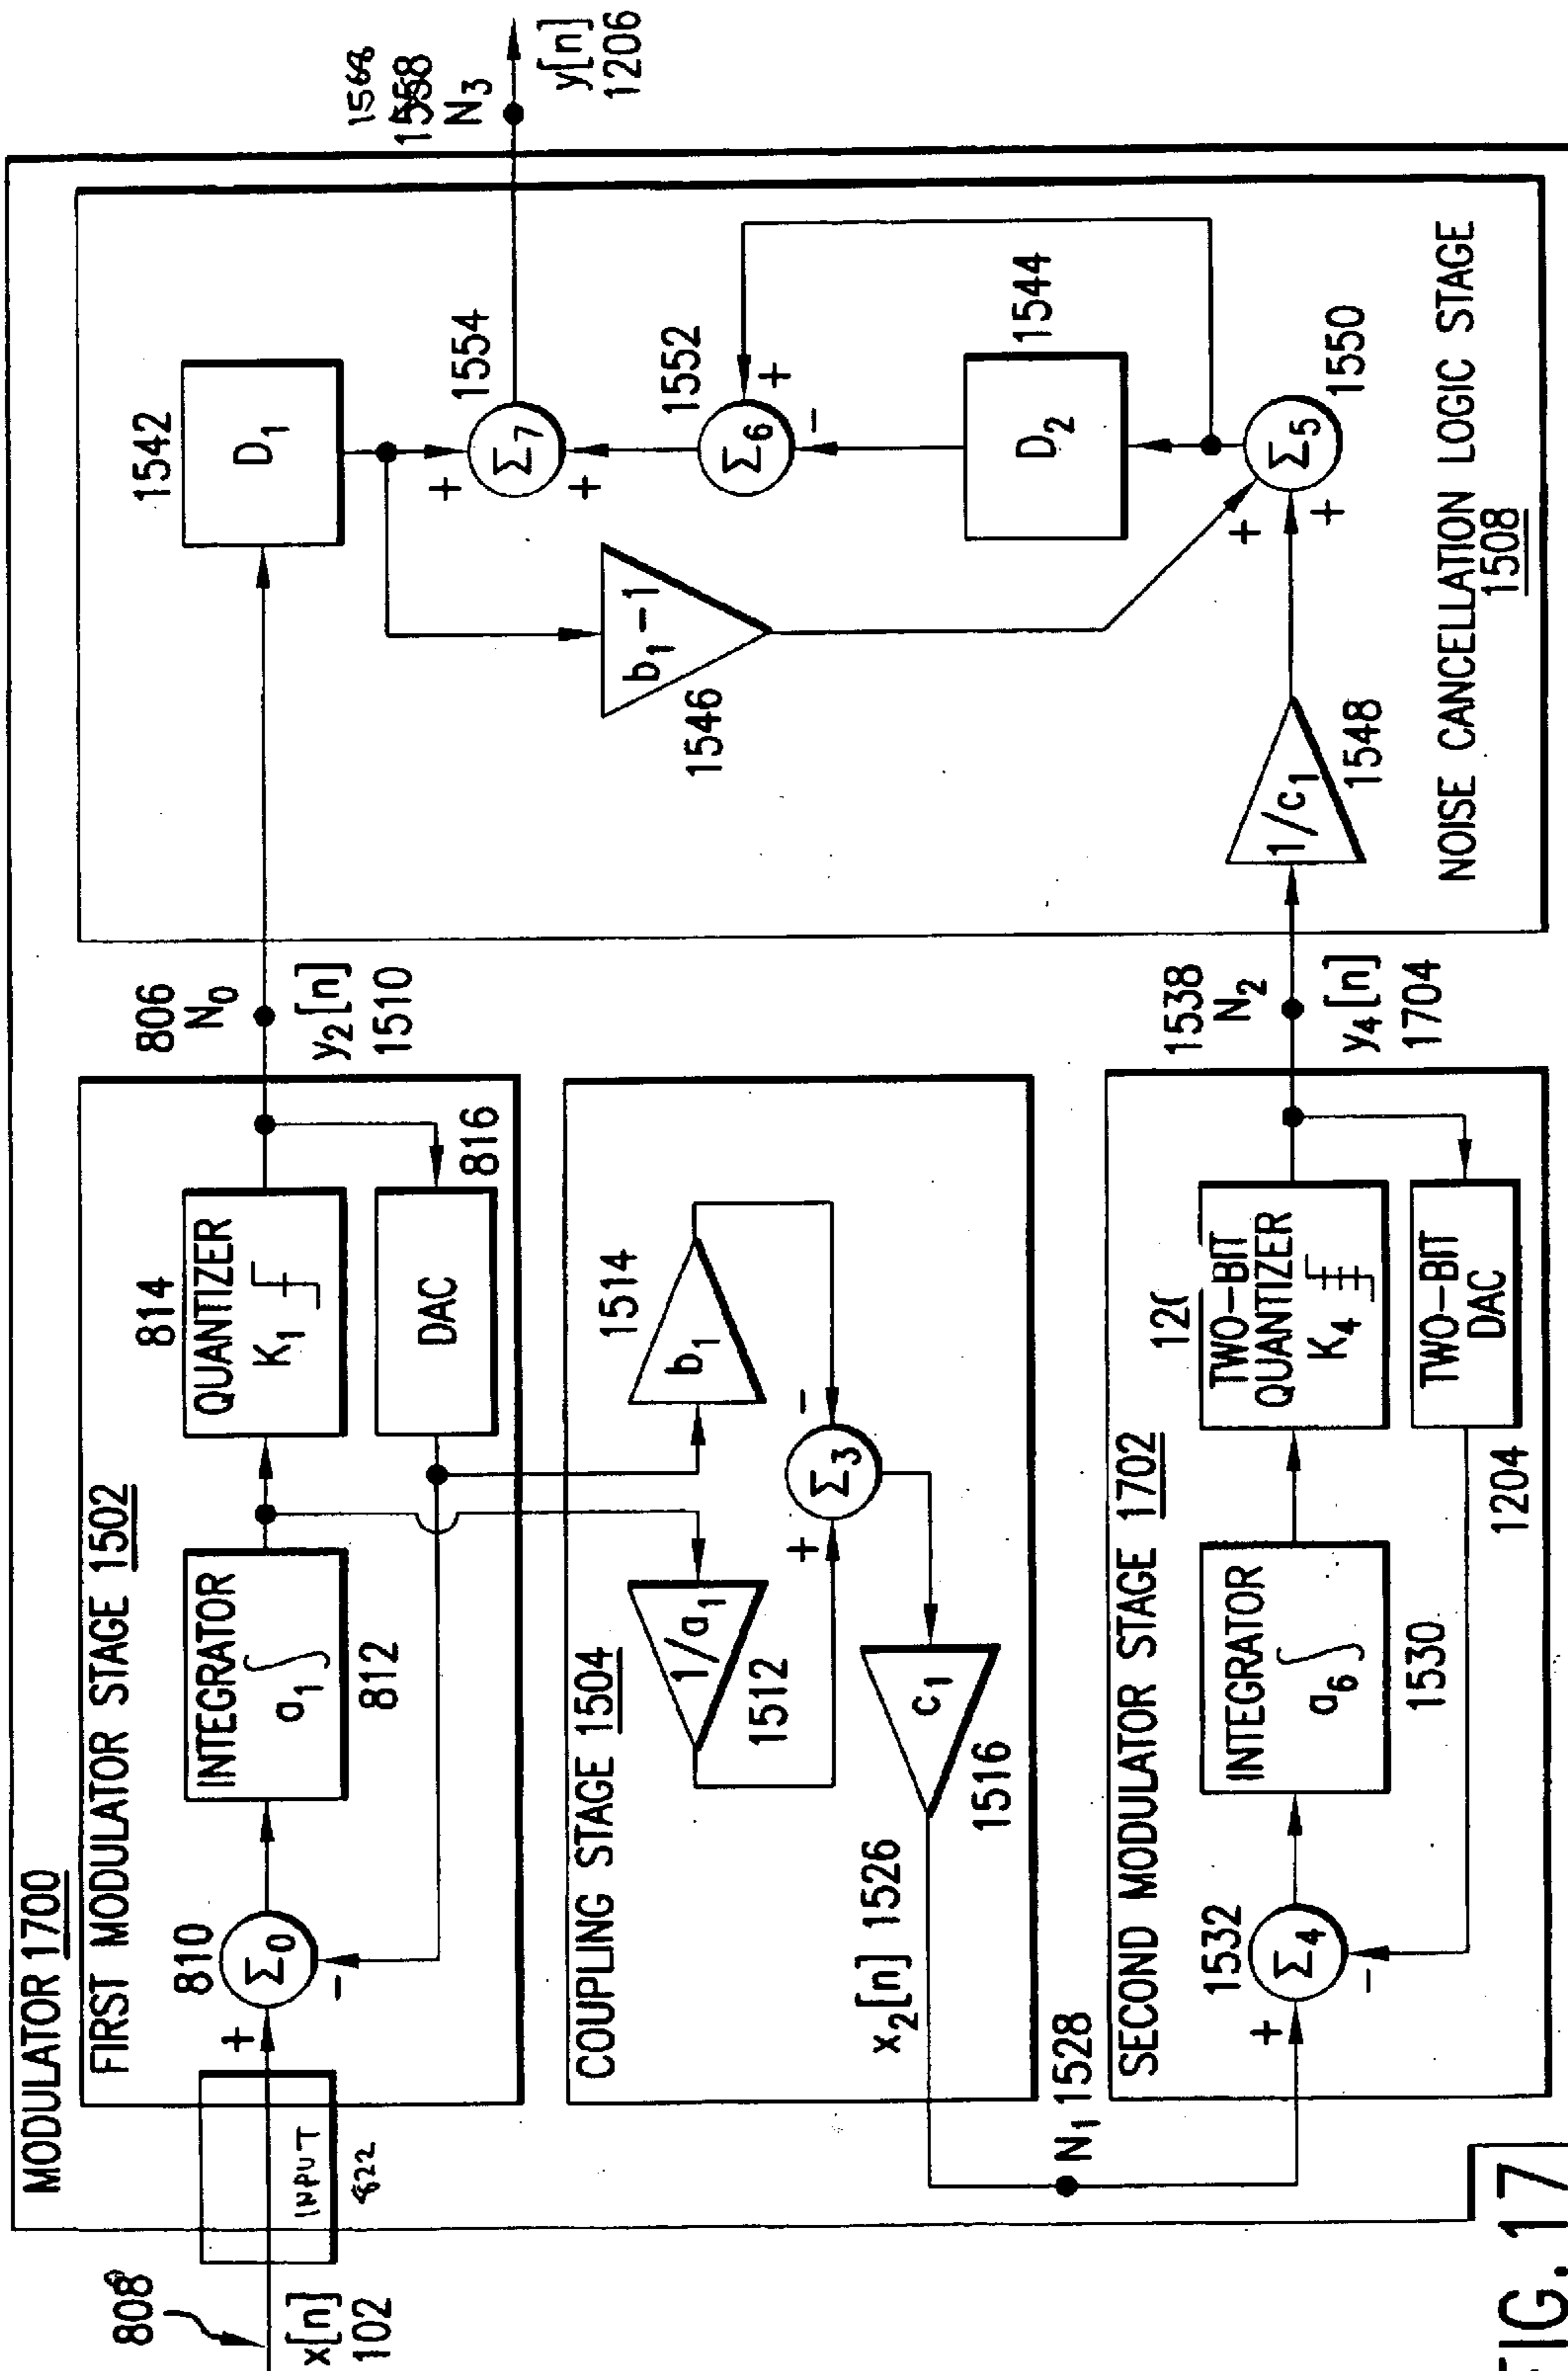 MODULATOR 1700
808
x[n]
102
INPUT
822
FIRST MODULATOR STAGE 1502
+
810
Σ0
-
INTEGRATOR
a1 ∫
812
814
QUANTIZER
K1
DAC
816
806
N0
y2[n]
1510
COUPLING STAGE 1504
1/a1
1512
b1
1514
+
-
Σ3
c1
1516
x2[n] 1526
N1 1528
SECOND MODULATOR STAGE 1702
+
1532
Σ4
-
INTEGRATOR
a6 ∫
1530
TWO-BIT
QUANTIZER
K4
TWO-BIT
DAC
1204
1538
N2
y4[n]
1704
1542
D1
b1-1
1546
1/c1
1548
+
+
Σ5
1550
D2
1544
-
+
Σ6
1552
+
+
Σ7
1554
NOISE CANCELLATION LOGIC STAGE
1508
1568
1558
N3
y[n]
1206
FIG. 17